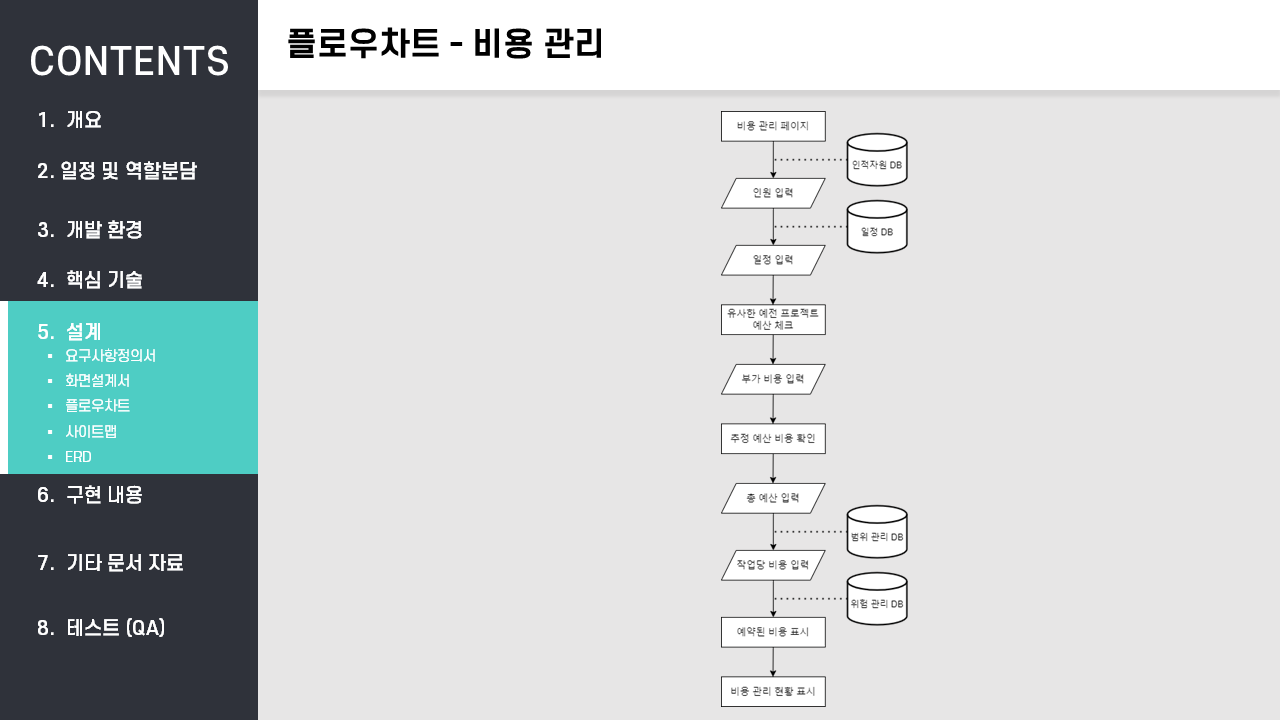 CONTENTS
1. 개요
2. 일정 및 역할분담
3. 개발 환경
4. 핵심 기술
5. 설계
▪ 요구사항정의서
▪ 화면설계서
▪ 플로우차트
▪ 사이트맵
▪ ERD
6. 구현 내용
7. 기타 문서 자료
8. 테스트 (QA)
플로우차트 - 비용 관리
비용 관리 페이지
인적자원 DB
인원 입력
일정 DB
일정 입력
유사한 예전 프로젝트
예산 체크
부가 비용 입력
추정 예산 비용 확인
총 예산 입력
범위 관리 DB
작업당 비용 입력
위험 관리 DB
예약된 비용 표시
비용 관리 현황 표시